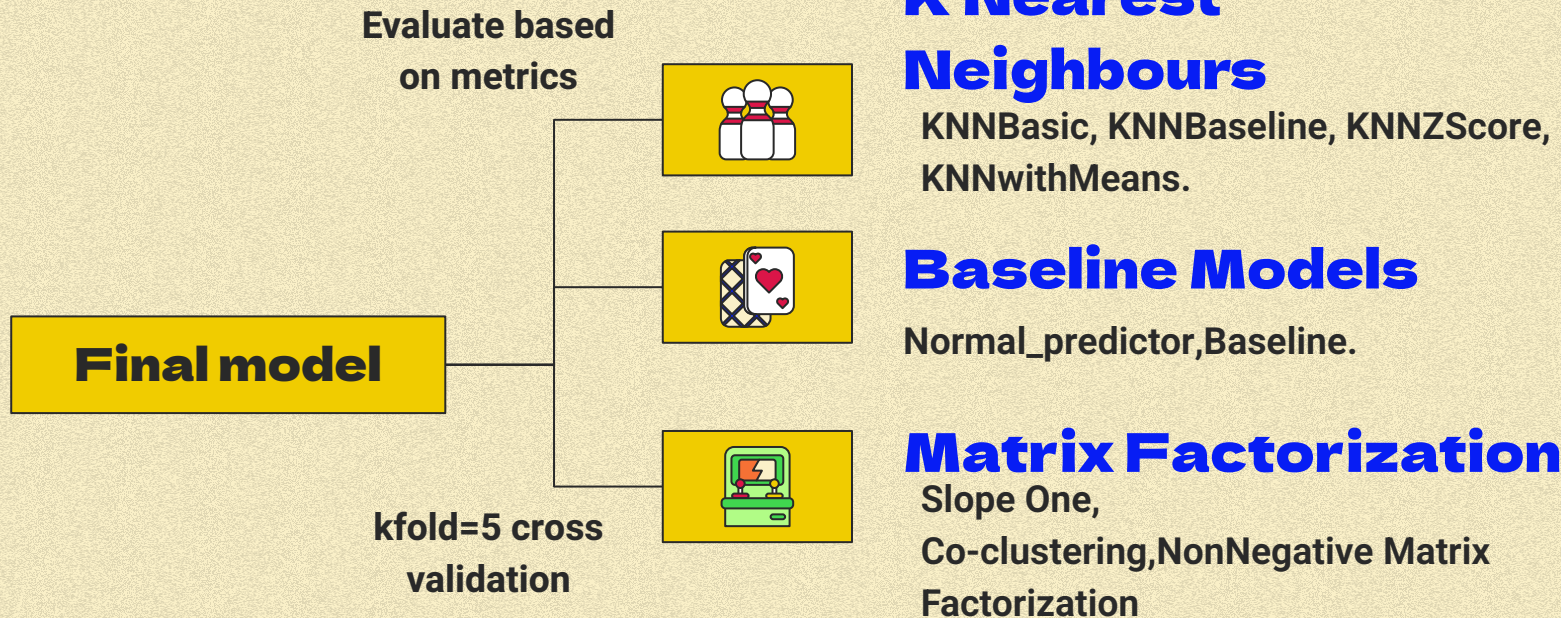 Evaluate based
on metrics
K Nearest
Neighbours
KNNBasic, KNNBaseline, KNNZScore,
KNNwithMeans.
Baseline Models
Normal_predictor,Baseline.
Final model
Matrix Factorization
Slope One,
Co-clustering,NonNegative Matrix
Factorization
kfold=5 cross
validation